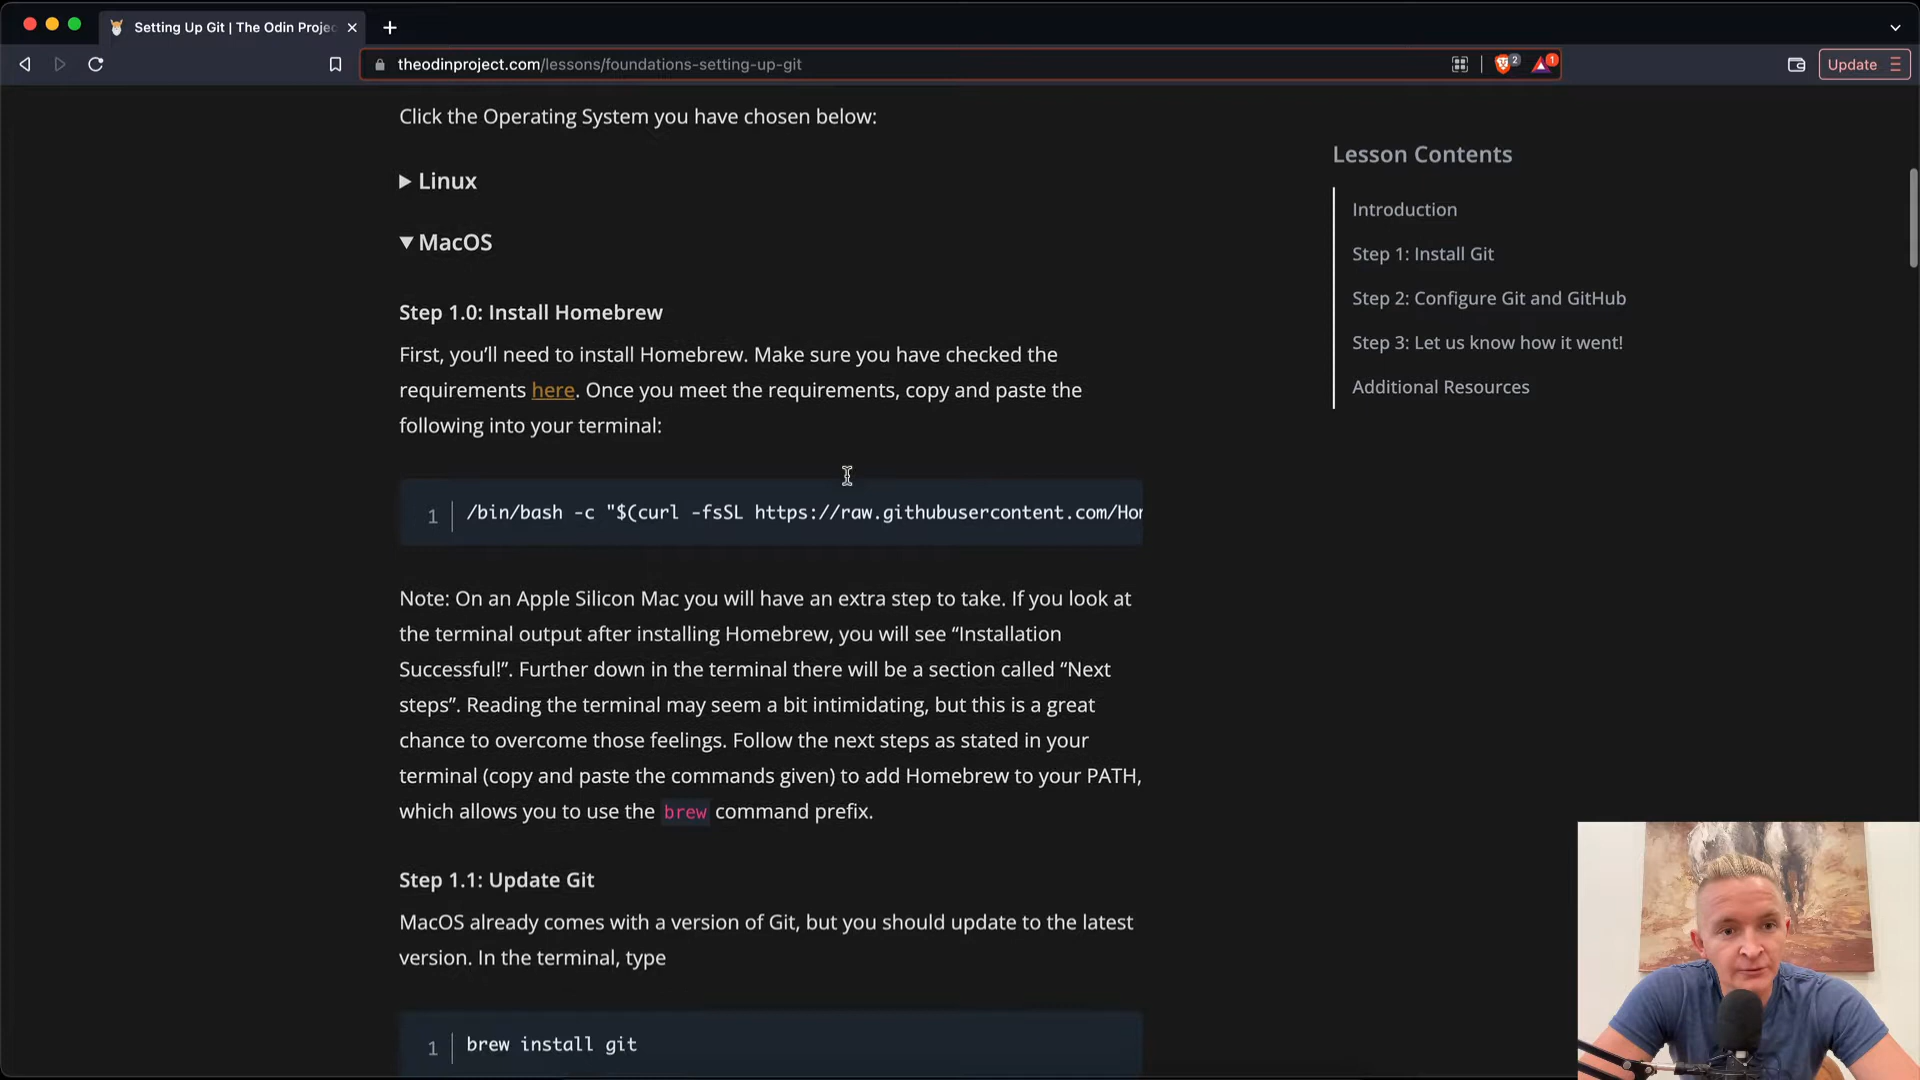 Setting Up Git | The Odin Proje
theodinproject.com/lessons/foundations-setting-up-git
2
1
Update
Click the Operating System you have chosen below:
Linux
MacOS
Step 1.0: Install Homebrew
First, you'll need to install Homebrew. Make sure you have checked the
requirements here. Once you meet the requirements, copy and paste the
following into your terminal:
1
/bin/bash -c "$(curl -fsSL https://raw.githubusercontent.com/Hom
Note: On an Apple Silicon Mac you will have an extra step to take. If you look at
the terminal output after installing Homebrew, you will see “Installation
Successful!”. Further down in the terminal there will be a section called “Next
steps”. Reading the terminal may seem a bit intimidating, but this is a great
chance to overcome those feelings. Follow the next steps as stated in your
terminal (copy and paste the commands given) to add Homebrew to your PATH,
which allows you to use the brew command prefix.
Step 1.1: Update Git
MacOS already comes with a version of Git, but you should update to the latest
version. In the terminal, type
1
brew install git
Lesson Contents
Introduction
Step 1: Install Git
Step 2: Configure Git and GitHub
Step 3: Let us know how it went!
Additional Resources